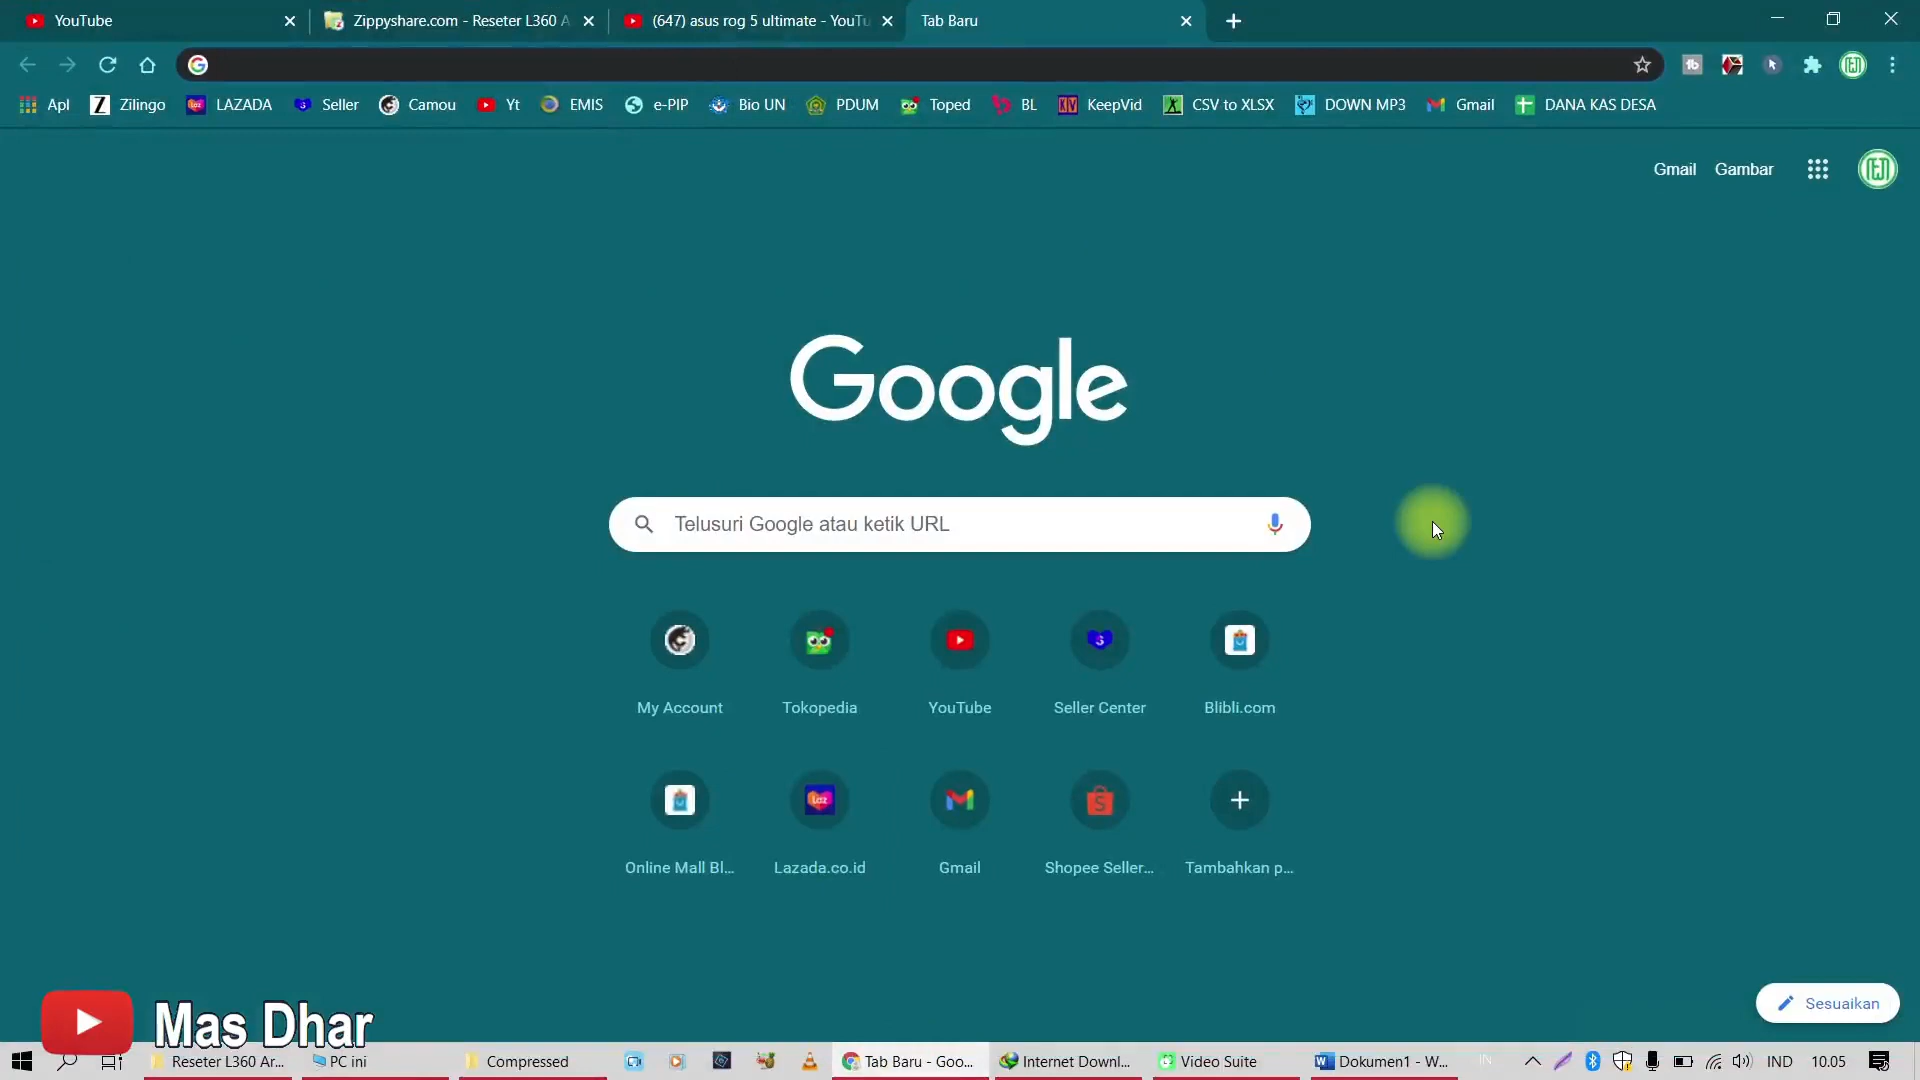 YouTube
Zippyshare.com - Reseter L360 A
(647) asus rog 5 ultimate - YouTu
Tab Baru
Apl
Zilingo
LAZADA
Seller
Camou
Yt
EMIS
e-PIP
Bio UN
PDUM
Toped
BL
KeepVid
CSV to XLSX
DOWN MP3
Gmail
DANA KAS DESA
Gmail
Gambar
Google
Telusuri Google atau ketik URL
My Account
Tokopedia
YouTube
Seller Center
Blibli.com
Online Mall Bl...
Lazada.co.id
Gmail
Shopee Seller...
Tambahkan p...
Sesuaikan
Mas Dhar
Reseter L360 Ar...
PC ini
Compressed
Tab Baru - Goo...
Internet Downl...
Video Suite
Dokumen1 - W...
IN
IND
10.05